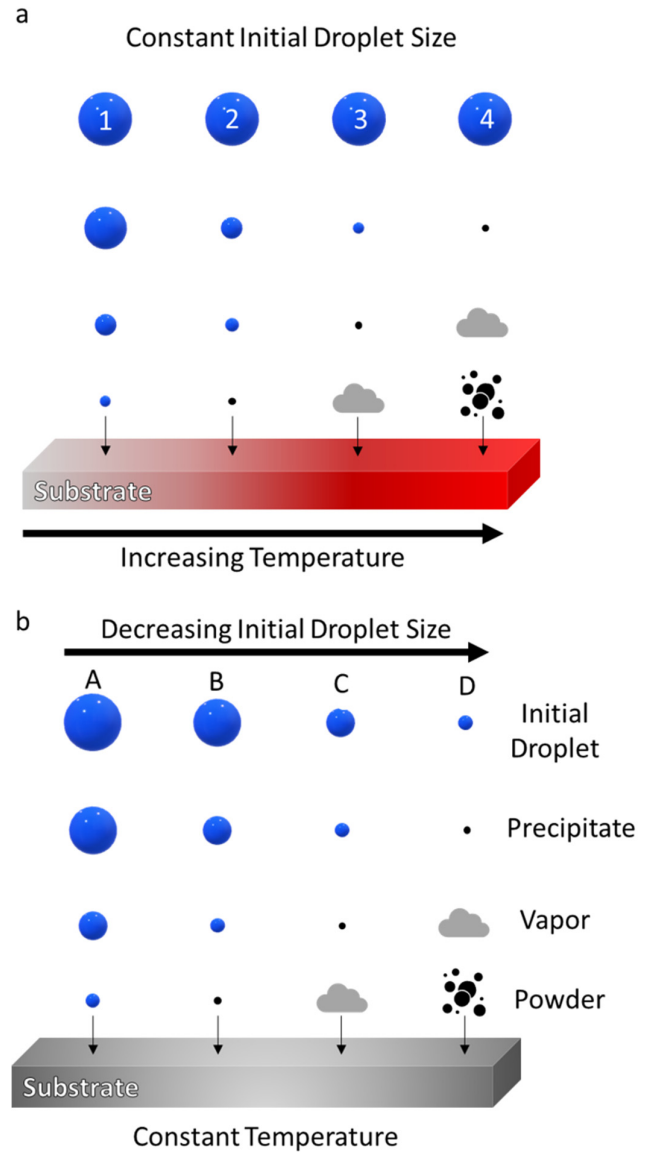 a
Constant Initial Droplet Size
1 2 3 4
Substrate
Increasing Temperature
b
Decreasing Initial Droplet Size
A B C D
Initial
Droplet
Precipitate
Vapor
Powder
Substrate
Constant Temperature